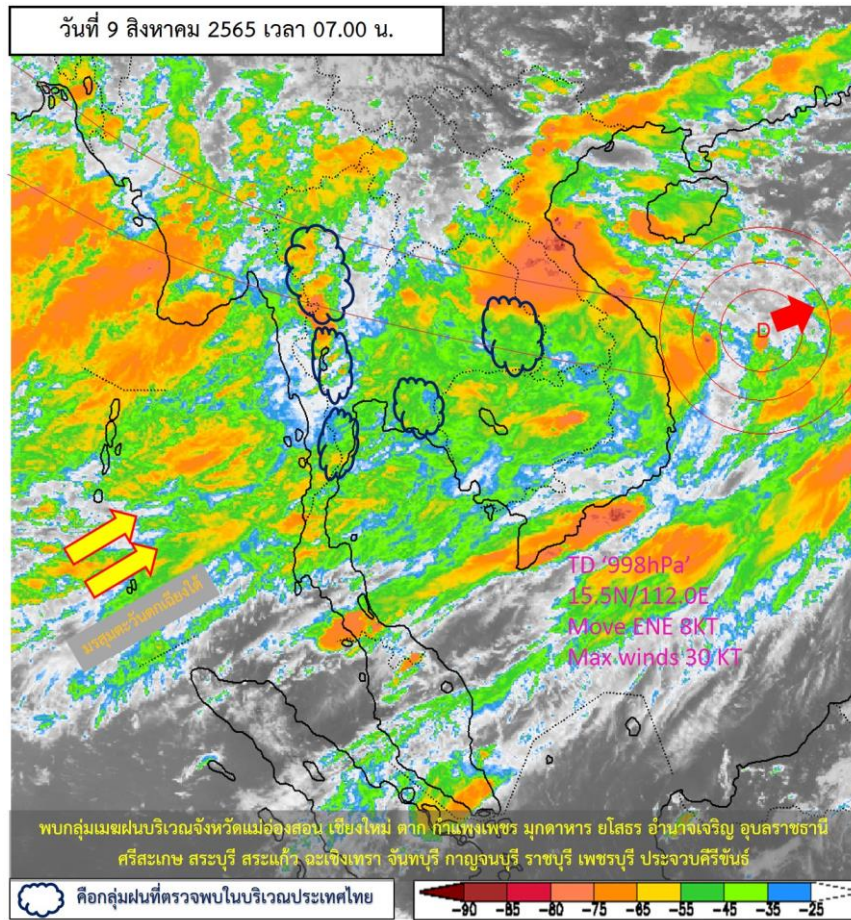 วันที่ 9 สิงหาคม 2565 เวลา 07.00 น.
D
มรสุมตะวันตกเฉียงใต้
TD '998hPa'
15.5N/112.0E
Move ENE 8KT
Max winds 30 KT
พบกลุ่มเมฆฝนบริเวณจังหวัดแม่ฮ่องสอน เชียงใหม่ ตาก กำแพงเพชร มุกดาหาร ยโสธร อำนาจเจริญ อุบลราชธานี
ศรีสะเกษ สระบุรี สระแก้ว ฉะเชิงเทรา จันทบุรี กาญจนบุรี ราชบุรี เพชรบุรี ประจวบคีรีขันธ์
คือกลุ่มฝนที่ตรวจพบในบริเวณประเทศไทย
-90 -85 -80 -75 -65 -55 -45 -35 -25